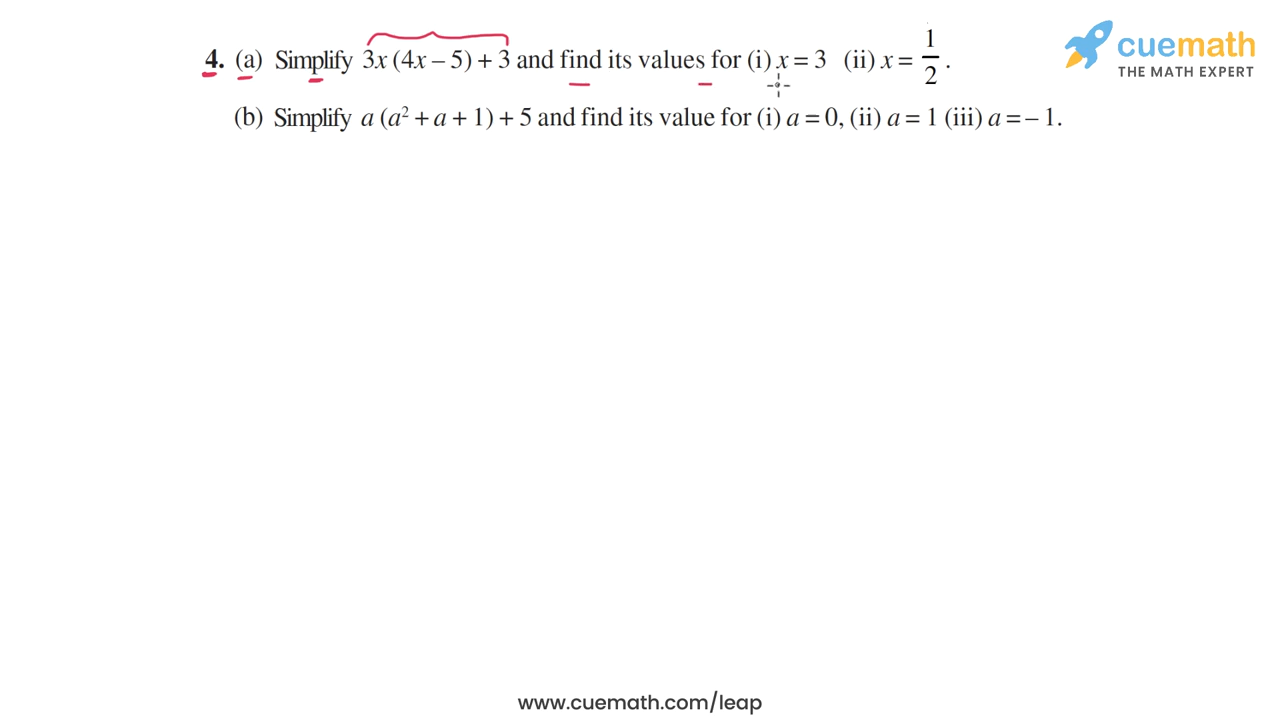 4. (a) Simplify 3x (4x – 5) + 3 and find its values for (i) x = 3 (ii) x = 1/2 .
(b) Simplify a (a² + a + 1) + 5 and find its value for (i) a = 0, (ii) a = 1 (iii) a = – 1.
cuemath
THE MATH EXPERT
www.cuemath.com/leap